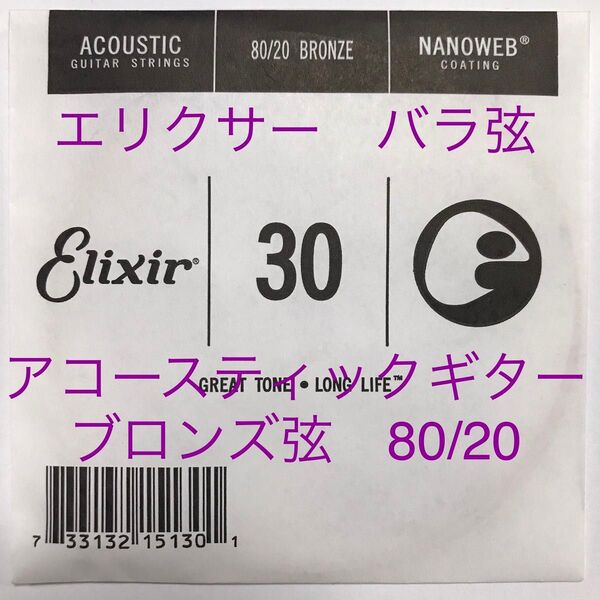 ACOUSTIC
GUITAR STRINGS
80/20 BRONZE
NANOWEB®
COATING
エリクサー　バラ弦
Elixir®
30
アコースティックギター
GREAT TONE • LONG LIFE™
ブロンズ弦　80/20
7 33132 15130 1